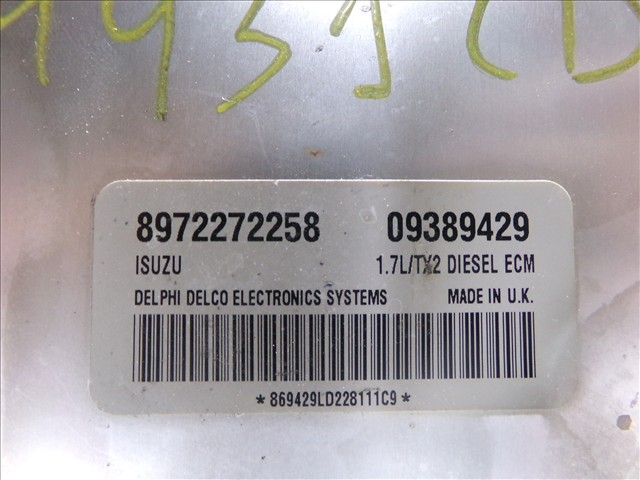 8972272258 09389429
ISUZU 1.7L/TX2 DIESEL ECM
DELPHI DELCO ELECTRONICS SYSTEMS MADE IN U.K.
*869429LD228111C9*